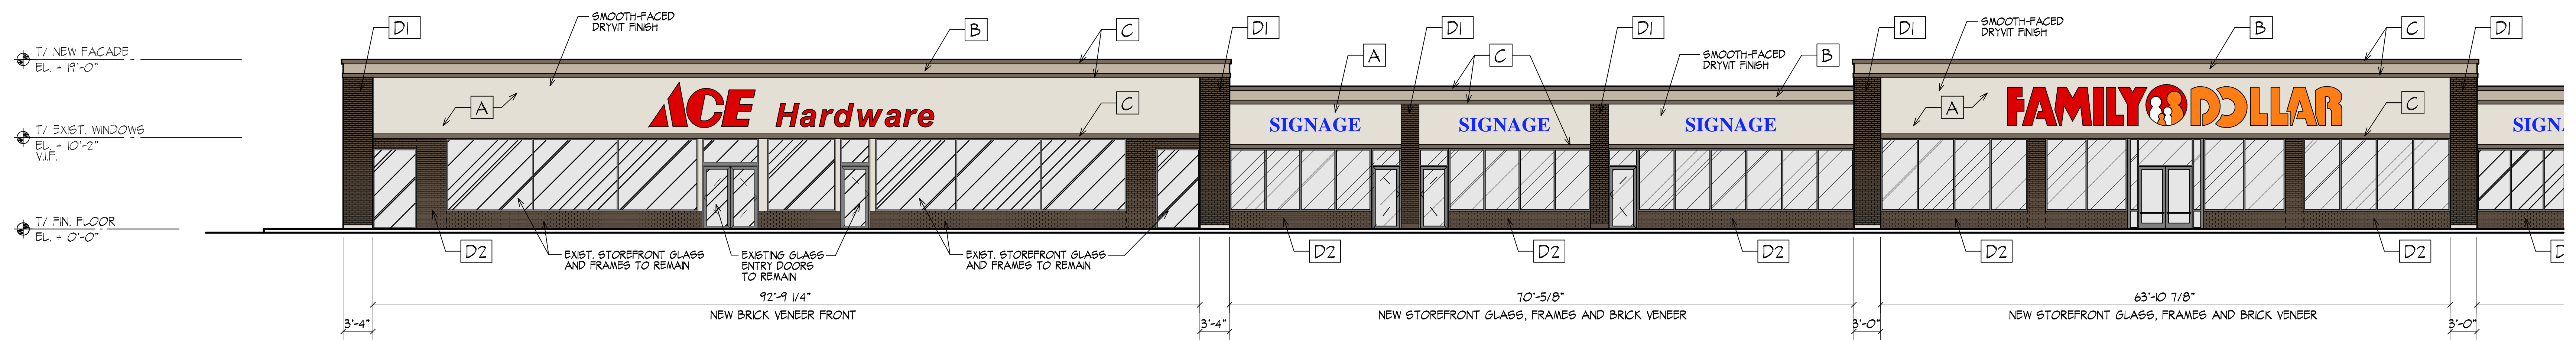 T/ NEW FACADE
EL. + 19'-0"
T/ EXIST. WINDOWS
EL. + 10'-2"
V.I.F.
T/ FIN. FLOOR
EL. + 0'-0"
D1
SMOOTH-FACED
DRYVIT FINISH
B
C
D1
A
C
D1
D1
SMOOTH-FACED
DRYVIT FINISH
B
D1
SMOOTH-FACED
DRYVIT FINISH
B
C
D1
A
ACE Hardware
C
SIGNAGE
SIGNAGE
SIGNAGE
A
FAMILY DOLLAR
C
SIGN
D2
EXIST. STOREFRONT GLASS
AND FRAMES TO REMAIN
EXISTING GLASS
ENTRY DOORS
TO REMAIN
EXIST. STOREFRONT GLASS
AND FRAMES TO REMAIN
D2
D2
D2
D2
D2
3'-4"
92'-9 1/4"
NEW BRICK VENEER FRONT
3'-4"
70'-5/8"
NEW STOREFRONT GLASS, FRAMES AND BRICK VENEER
3'-0"
63'-10 7/8"
NEW STOREFRONT GLASS, FRAMES AND BRICK VENEER
3'-0"